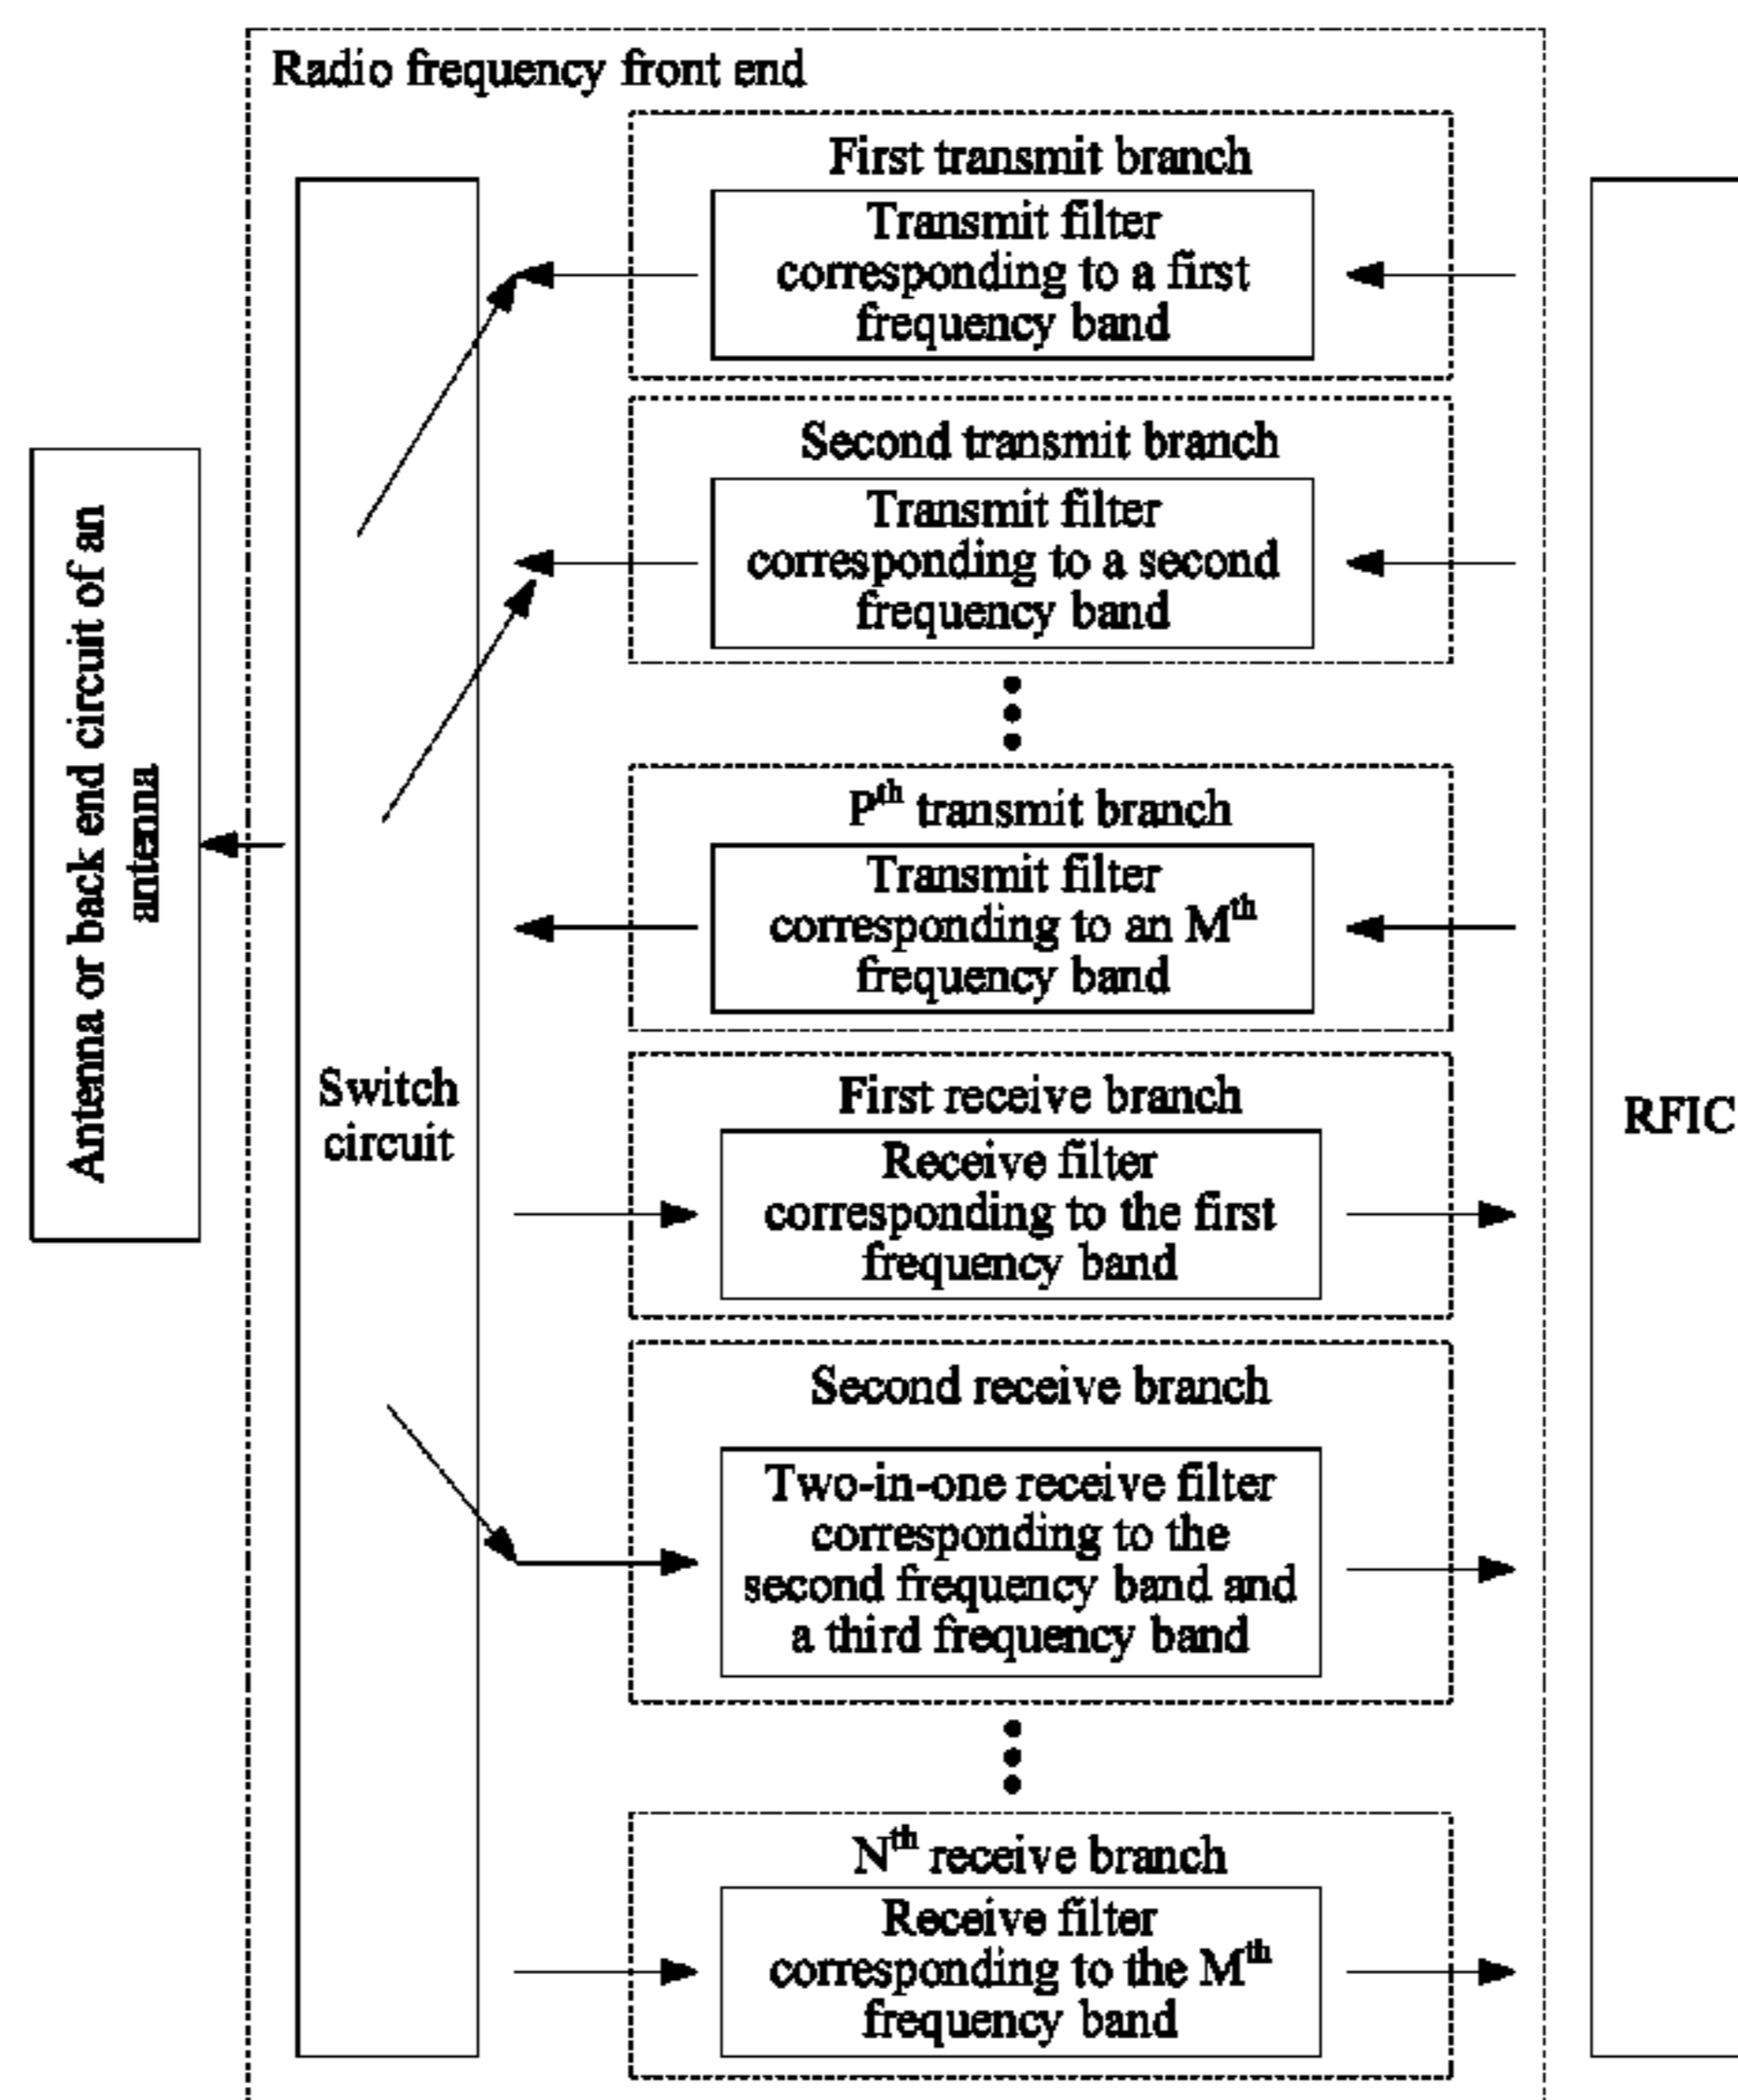 Radio frequency front end
First transmit branch
Transmit filter
corresponding to a first
frequency band
Second transmit branch
Transmit filter
corresponding to a second
frequency band
Pth transmit branch
Transmit filter
corresponding to an Mth
frequency band
Antenna or back end circuit of an
antenna
Switch
circuit
First receive branch
Receive filter
corresponding to the first
frequency band
RFIC
Second receive branch
Two-in-one receive filter
corresponding to the
second frequency band and
a third frequency band
Nth receive branch
Receive filter
corresponding to the Mth
frequency band